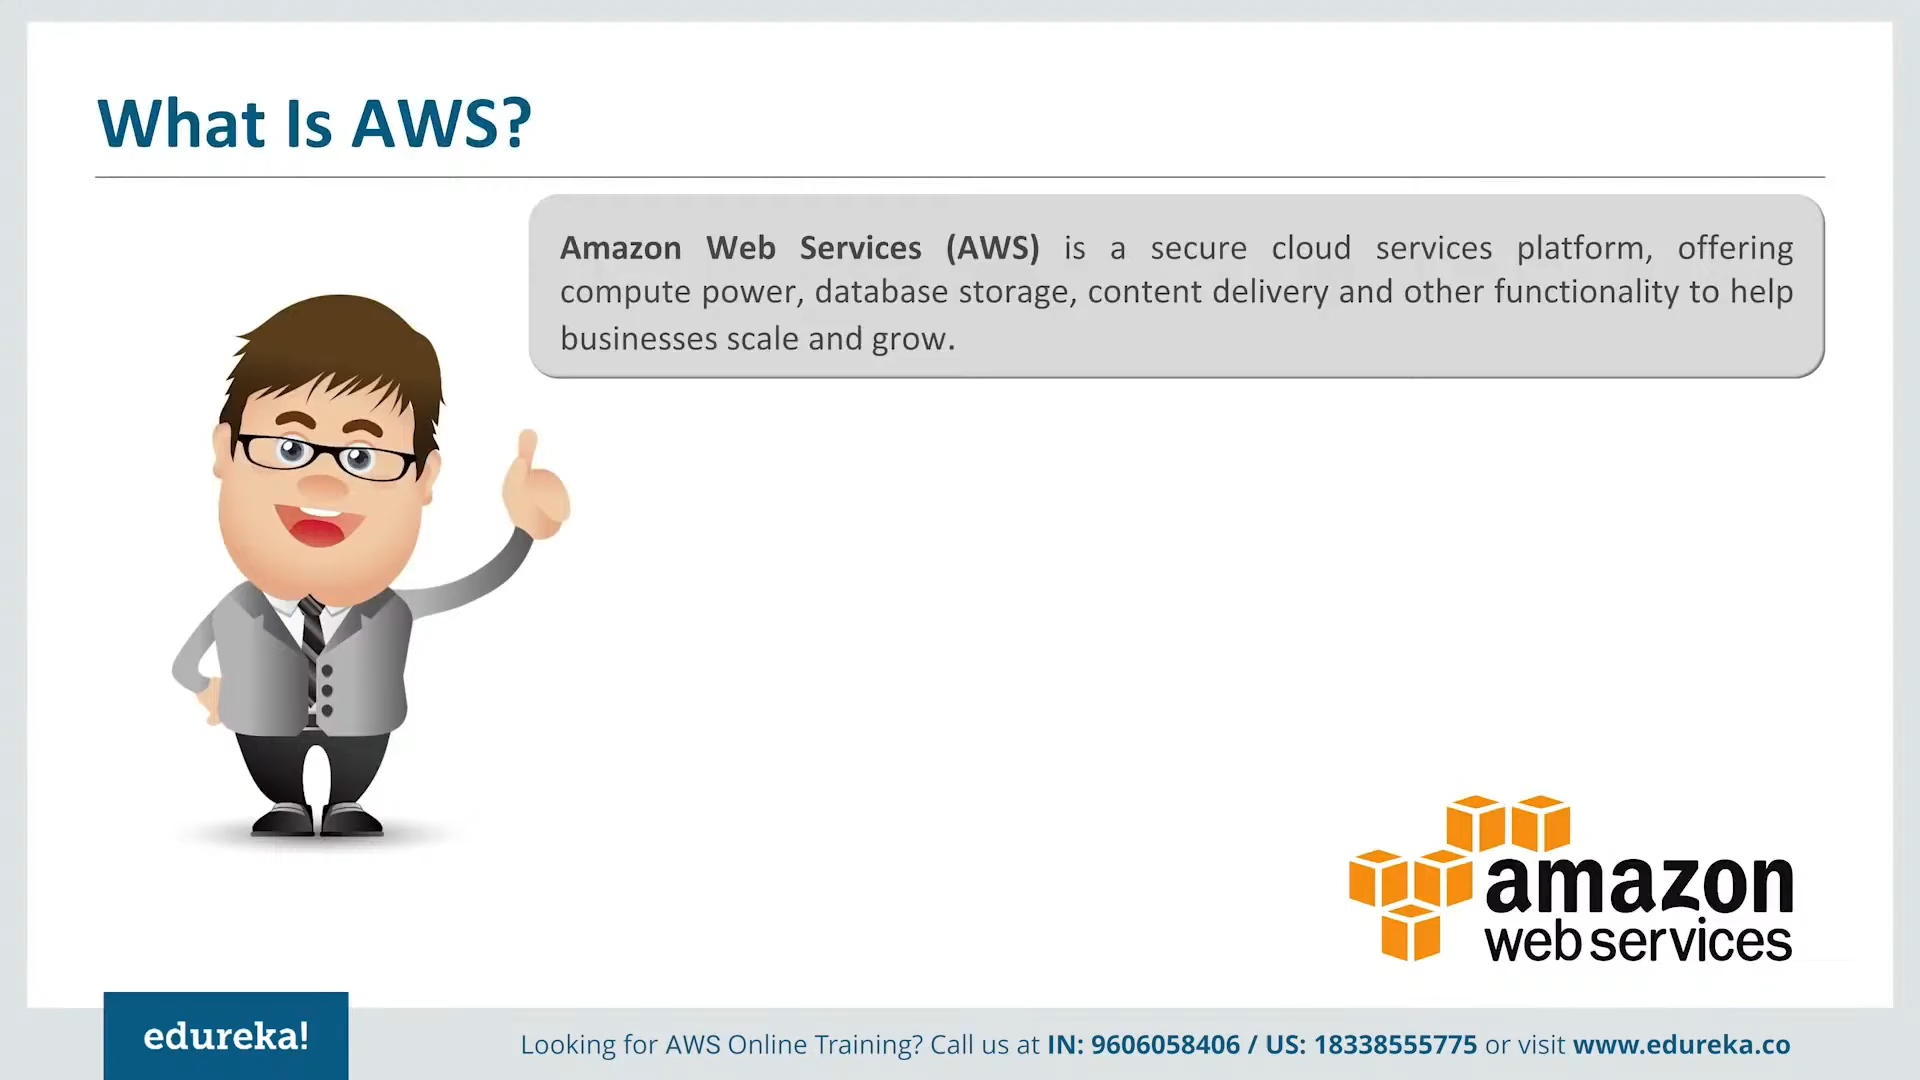 What Is AWS?
Amazon Web Services (AWS) is a secure cloud services platform, offering
compute power, database storage, content delivery and other functionality to help
businesses scale and grow.
amazon
webservices
edureka!
Looking for AWS Online Training? Call us at IN: 9606058406 / US: 18338555775 or visit www.edureka.co